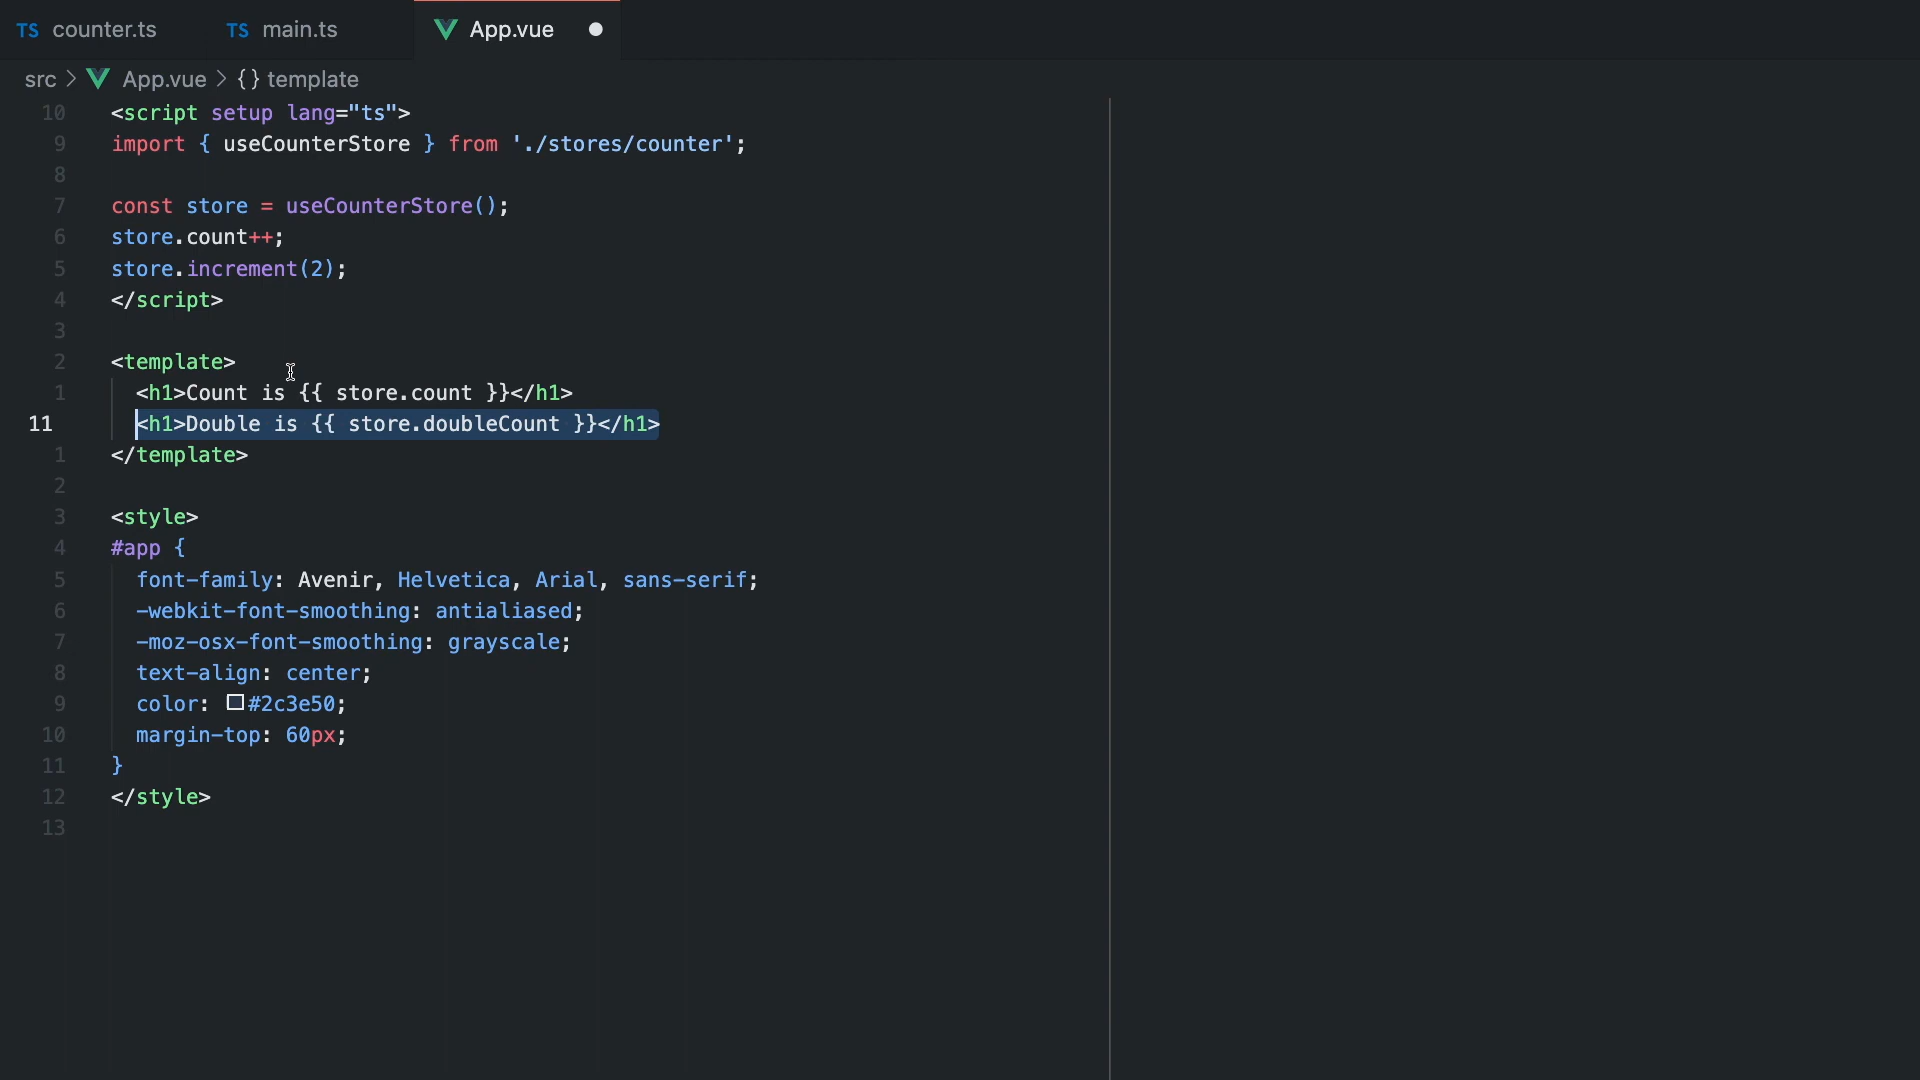 TS counter.ts TS main.ts App.vue
src > App.vue > {} template
10 <script setup lang="ts">
9 import { useCounterStore } from './stores/counter';
8
7 const store = useCounterStore();
6 store.count++;
5 store.increment(2);
4 </script>
3
2 <template>
1 <h1>Count is {{ store.count }}</h1>
11 <h1>Double is {{ store.doubleCount }}</h1>
1 </template>
2
3 <style>
4 #app {
5 font-family: Avenir, Helvetica, Arial, sans-serif;
6 -webkit-font-smoothing: antialiased;
7 -moz-osx-font-smoothing: grayscale;
8 text-align: center;
9 color: #2c3e50;
10 margin-top: 60px;
11 }
12 </style>
13